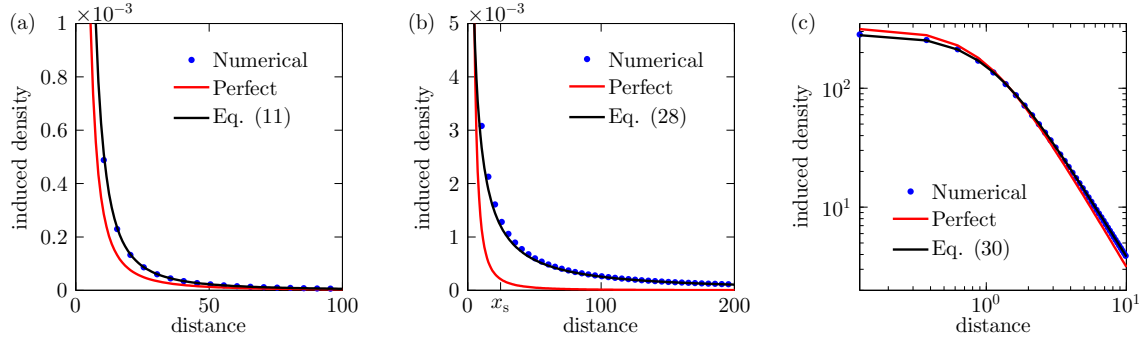 (a)
×10⁻³
1
0.8
0.6
0.4
0.2
0
induced density
Numerical
Perfect
Eq. (11)
0
50
100
distance
(b)
×10⁻³
5
4
3
2
1
0
induced density
Numerical
Perfect
Eq. (28)
0
xₛ
100
200
distance
(c)
10²
10¹
induced density
Numerical
Perfect
Eq. (30)
10⁰
10¹
distance